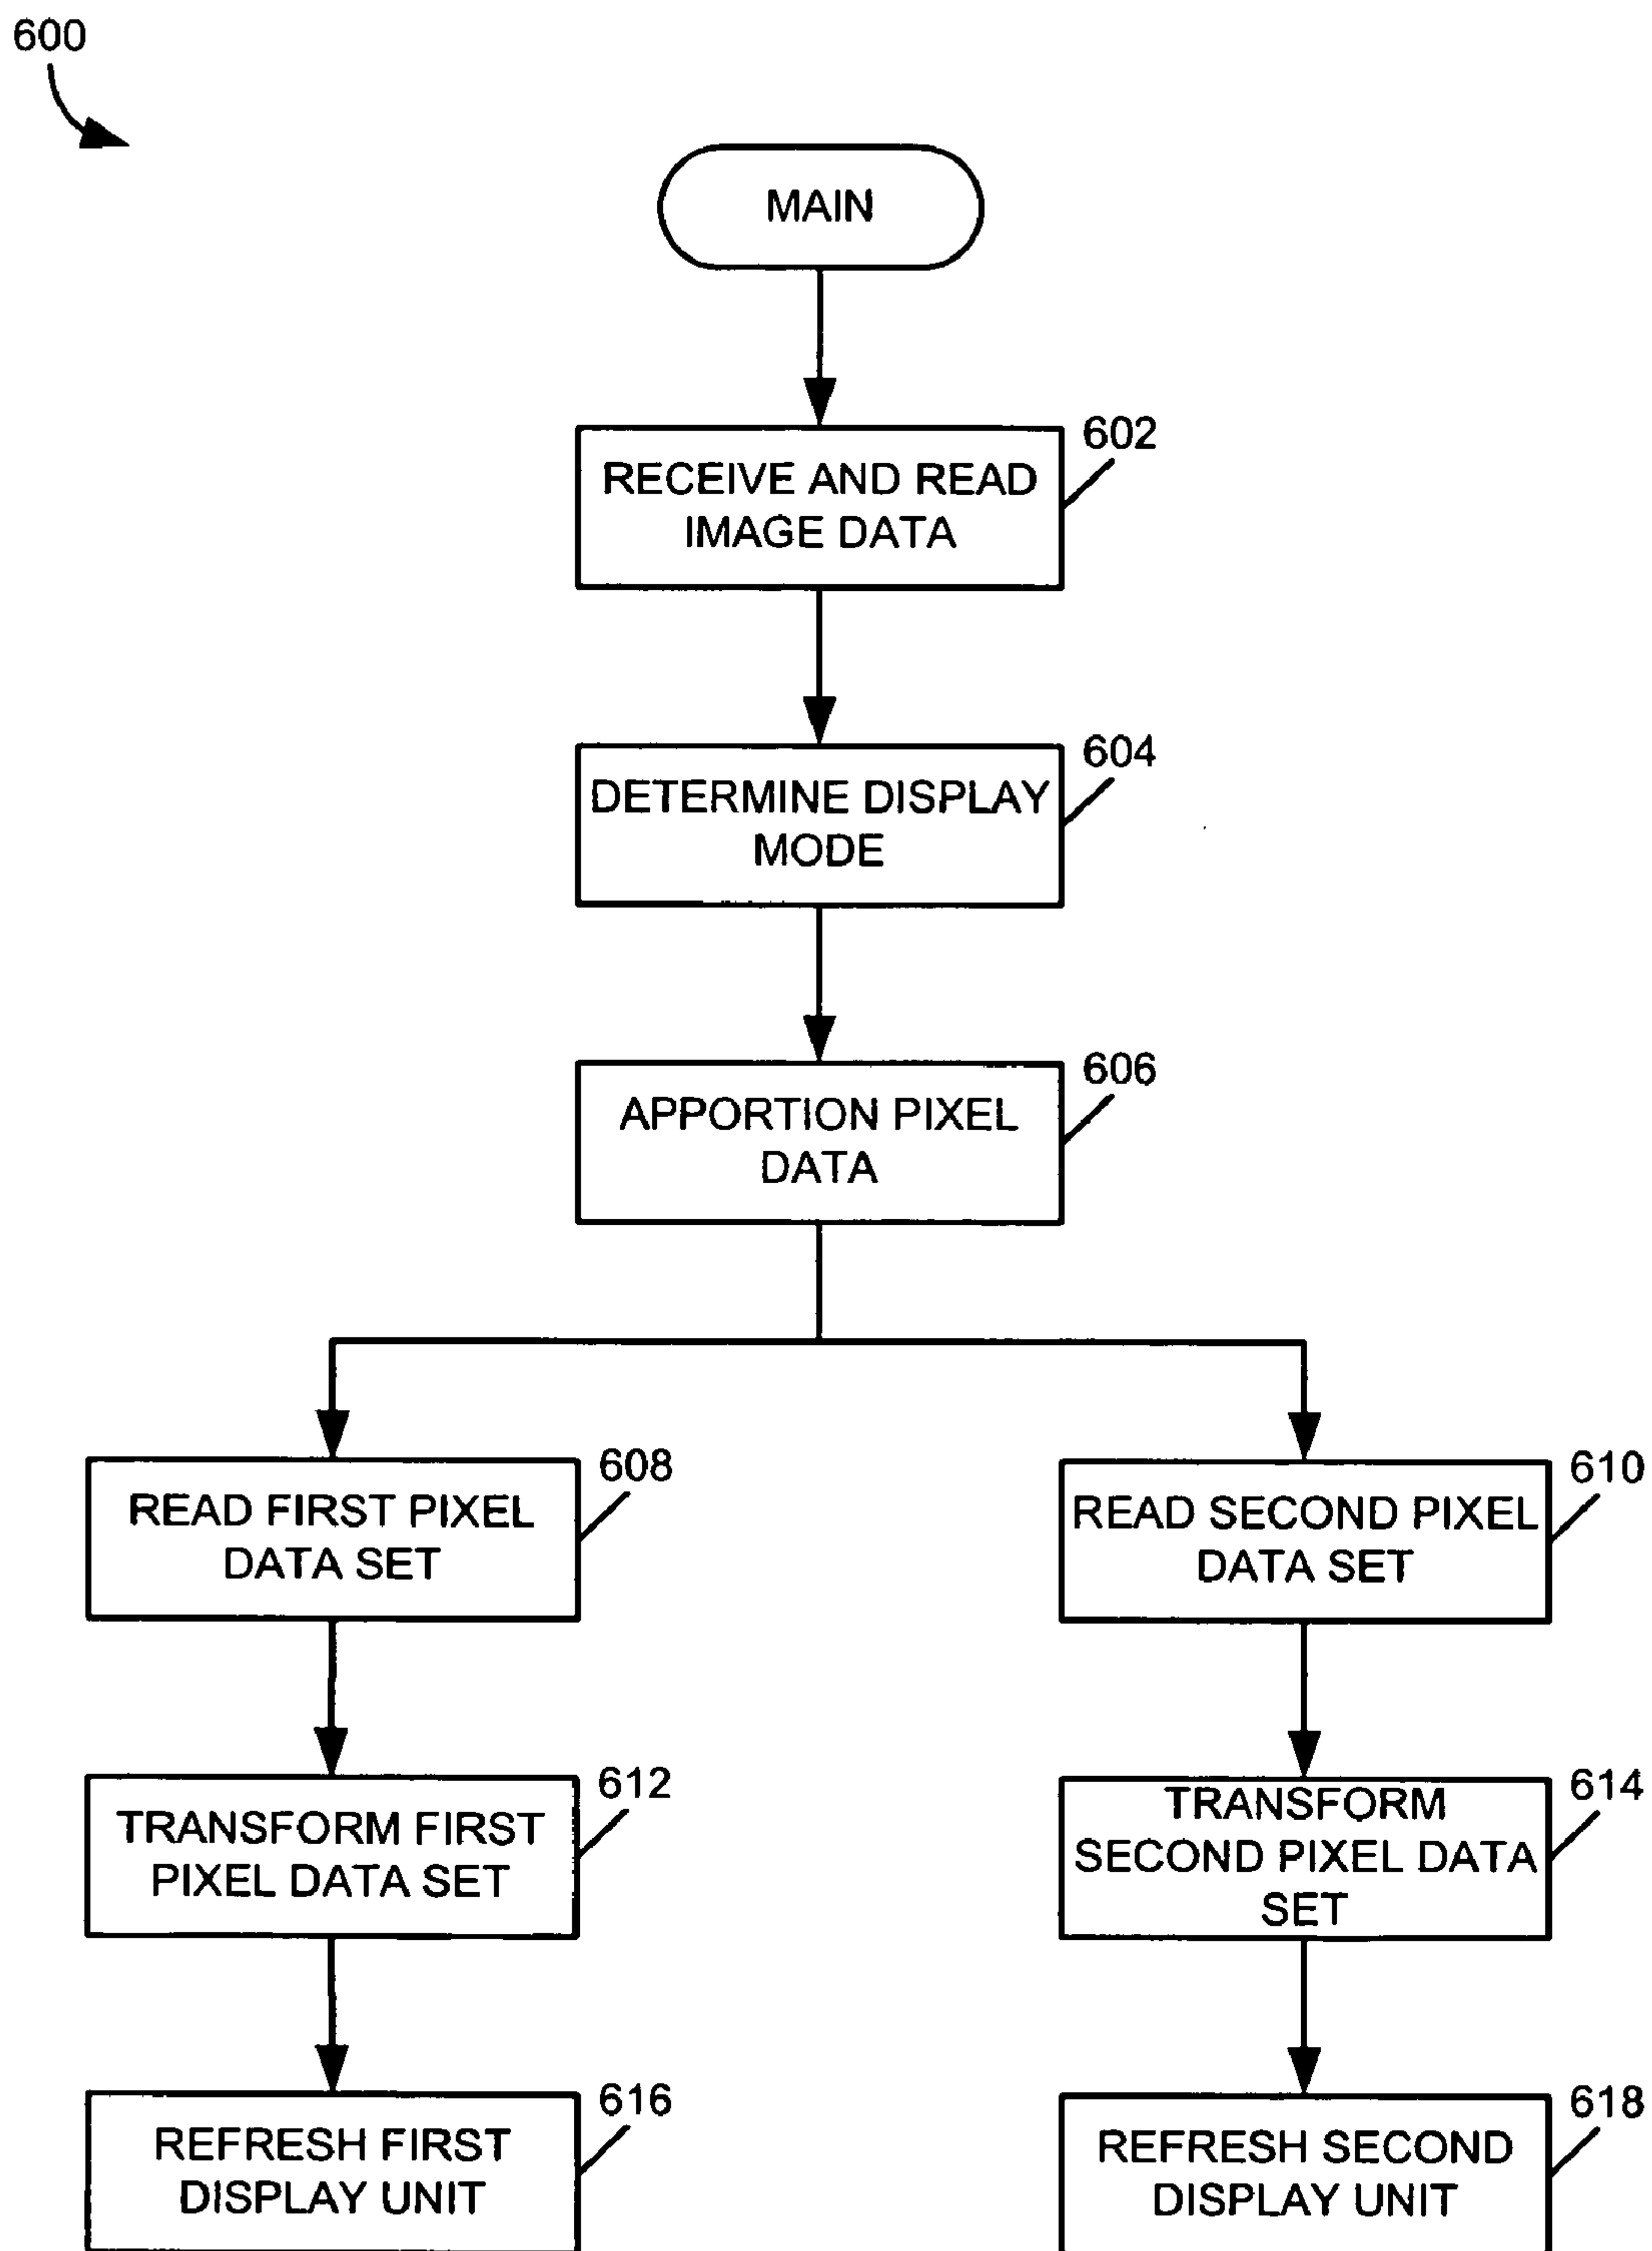 600
MAIN
602
RECEIVE AND READ
IMAGE DATA
604
DETERMINE DISPLAY
MODE
606
APPORTION PIXEL
DATA
608
READ FIRST PIXEL
DATA SET
610
READ SECOND PIXEL
DATA SET
612
TRANSFORM FIRST
PIXEL DATA SET
614
TRANSFORM
SECOND PIXEL DATA
SET
616
REFRESH FIRST
DISPLAY UNIT
618
REFRESH SECOND
DISPLAY UNIT